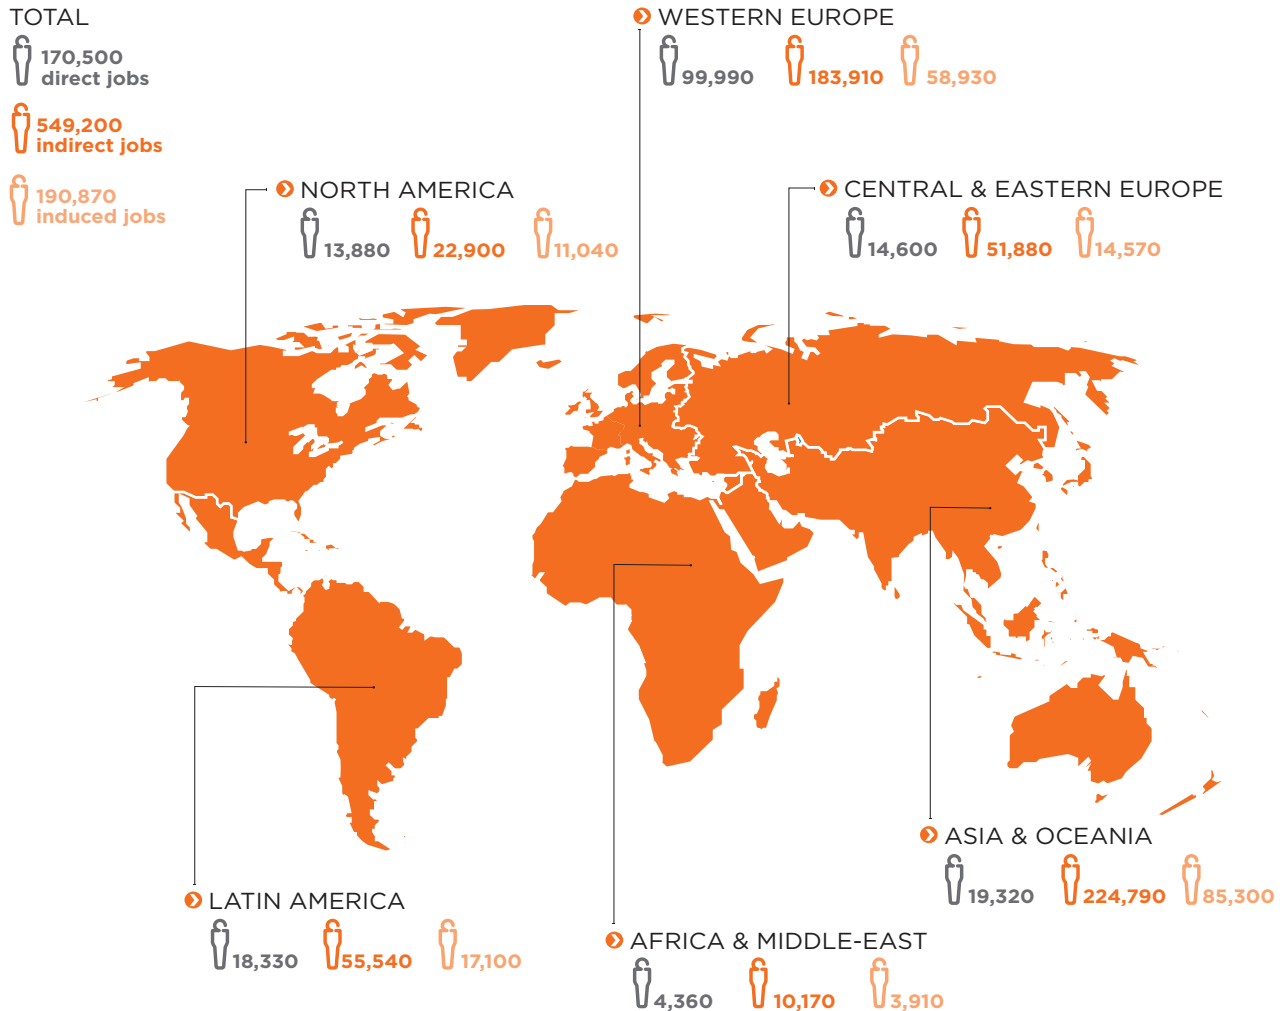 TOTAL
170,500
direct jobs
549,200
indirect jobs
190,870
induced jobs
WESTERN EUROPE
99,990 183,910 58,930
NORTH AMERICA
13,880 22,900 11,040
CENTRAL & EASTERN EUROPE
14,600 51,880 14,570
ASIA & OCEANIA
19,320 224,790 85,300
LATIN AMERICA
18,330 55,540 17,100
AFRICA & MIDDLE-EAST
4,360 10,170 3,910